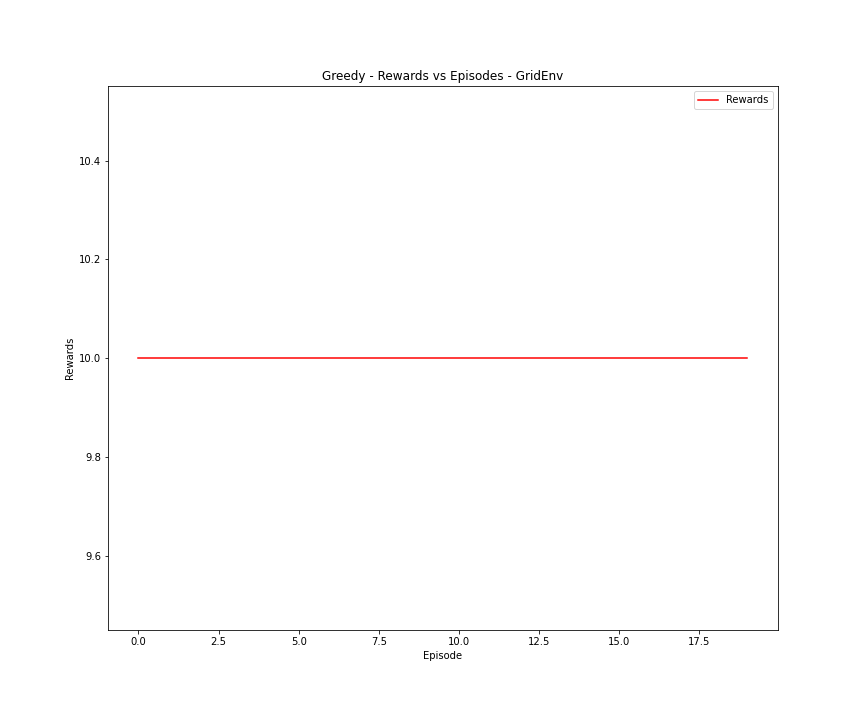 Greedy - Rewards vs Episodes - GridEnv
Rewards
10.4
10.2
10.0
9.8
9.6
Rewards
0.0 2.5 5.0 7.5 10.0 12.5 15.0 17.5
Episode